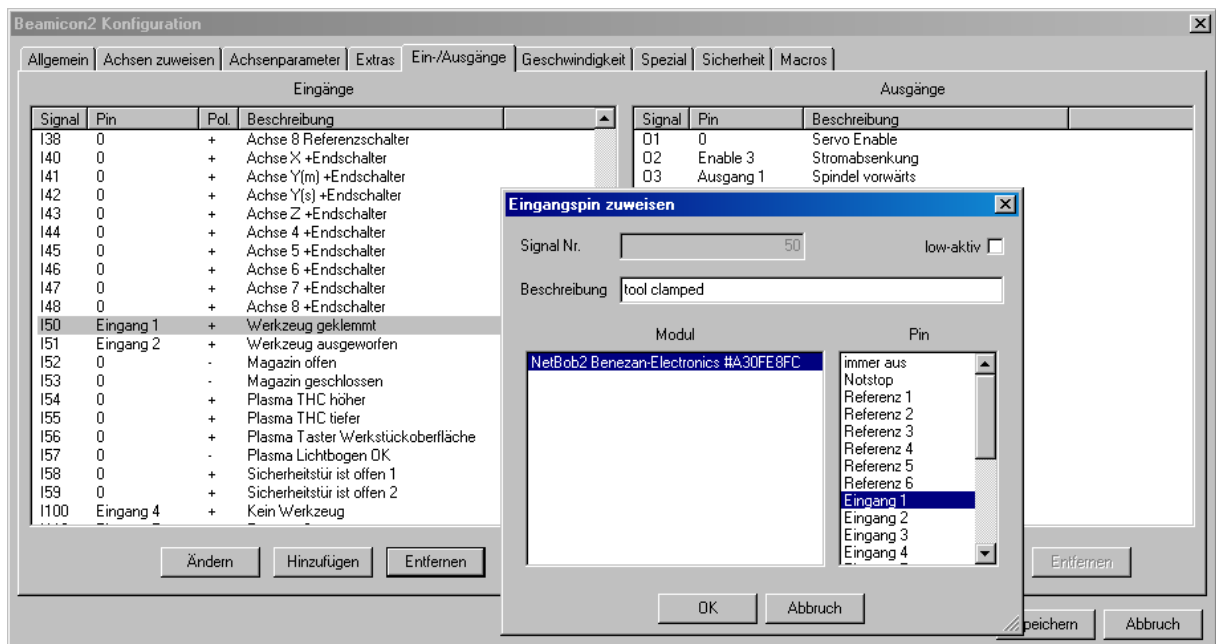 Beamicon2 Konfiguration
Allgemein Achsen zuweisen Achsenparameter Extras Ein-/Ausgänge Geschwindigkeit Spezial Sicherheit Macros
Eingänge
Signal Pin Pol. Beschreibung
I38 0 + Achse 8 Referenzschalter
I40 0 + Achse X +Endschalter
I41 0 + Achse Y(m) +Endschalter
I42 0 + Achse Y(s) +Endschalter
I43 0 + Achse Z +Endschalter
I44 0 + Achse 4 +Endschalter
I45 0 + Achse 5 +Endschalter
I46 0 + Achse 6 +Endschalter
I47 0 + Achse 7 +Endschalter
I48 0 + Achse 8 +Endschalter
I50 Eingang 1 + Werkzeug geklemmt
I51 Eingang 2 + Werkzeug ausgeworfen
I52 0 - Magazin offen
I53 0 - Magazin geschlossen
I54 0 + Plasma THC höher
I55 0 + Plasma THC tiefer
I56 0 + Plasma Taster Werkstückoberfläche
I57 0 - Plasma Lichtbogen OK
I58 0 + Sicherheitstür ist offen 1
I59 0 + Sicherheitstür ist offen 2
I100 Eingang 4 + Kein Werkzeug
Ändern Hinzufügen Entfernen
Ausgänge
Signal Pin Beschreibung
O1 0 Servo Enable
O2 Enable 3 Stromabsenkung
O3 Ausgang 1 Spindel vorwärts
Eingangspin zuweisen
Signal Nr. 50 low-aktiv
Beschreibung tool clamped
Modul
NetBob2 Benezan-Electronics #A30FE8FC
Pin
immer aus
Notstop
Referenz 1
Referenz 2
Referenz 3
Referenz 4
Referenz 5
Referenz 6
Eingang 1
Eingang 2
Eingang 3
Eingang 4
OK Abbruch
Entfernen
peichern Abbruch